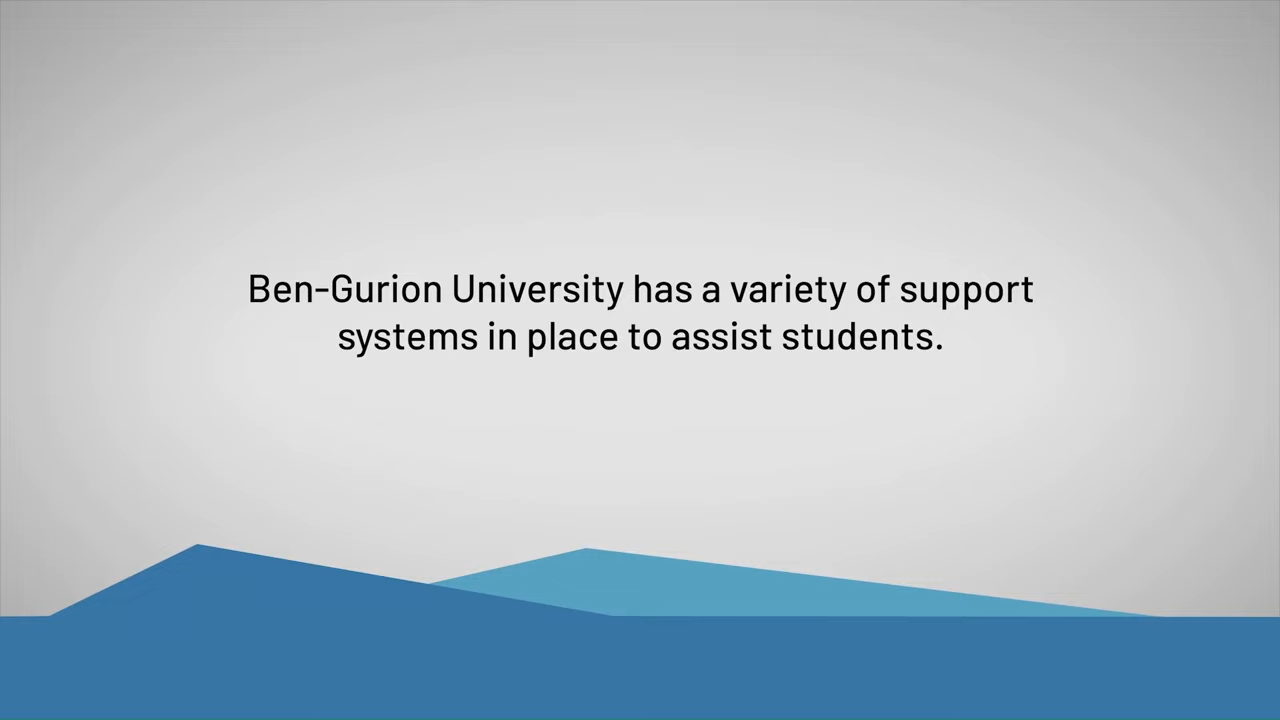 Ben-Gurion University has a variety of support
systems in place to assist students.